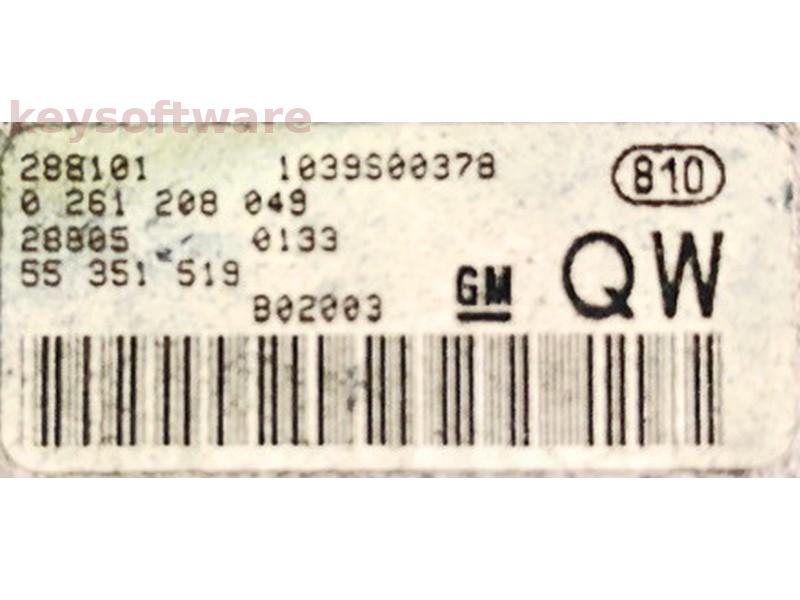 keysoftware
288101 1039S00378 810
0 261 208 049
28805 0133
55 351 519 GM QW
B02003